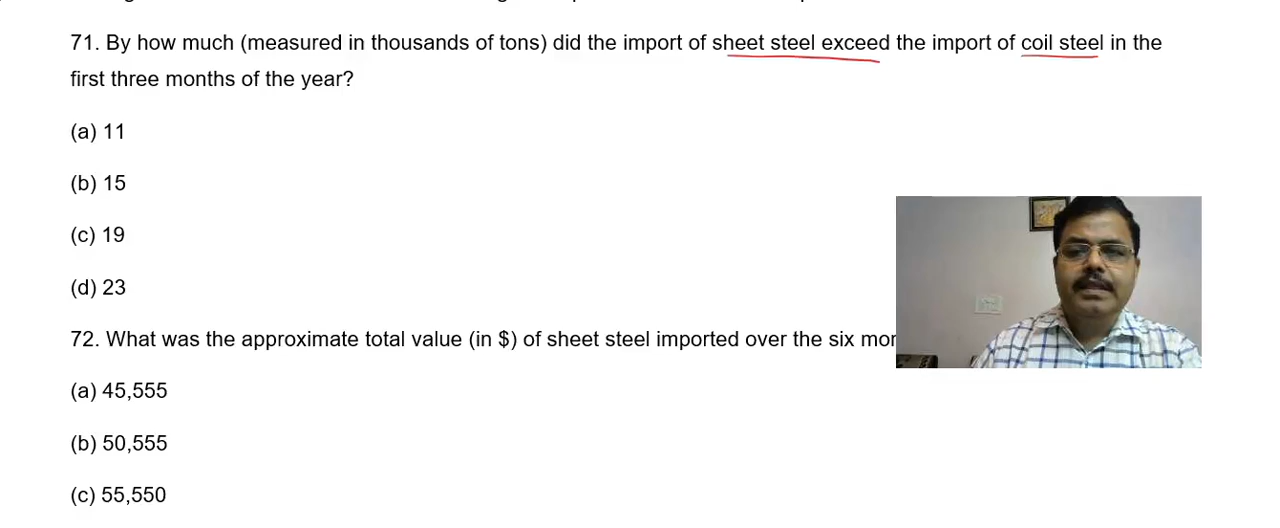 71. By how much (measured in thousands of tons) did the import of sheet steel exceed the import of coil steel in the
first three months of the year?
(a) 11
(b) 15
(c) 19
(d) 23
72. What was the approximate total value (in $) of sheet steel imported over the six
(a) 45,555
(b) 50,555
(c) 55,550